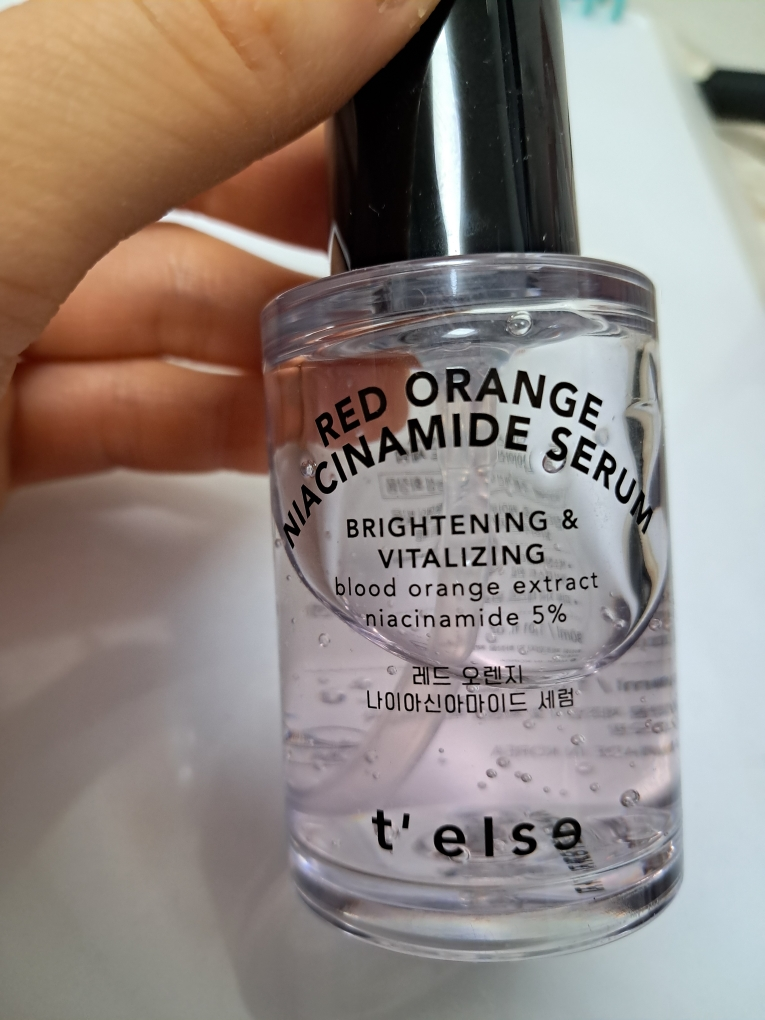 RED ORANGE
NIACINAMIDE SERUM
BRIGHTENING &
VITALIZING
blood orange extract
niacinamide 5%
레드 오렌지
나이아신아마이드 세럼
t' else